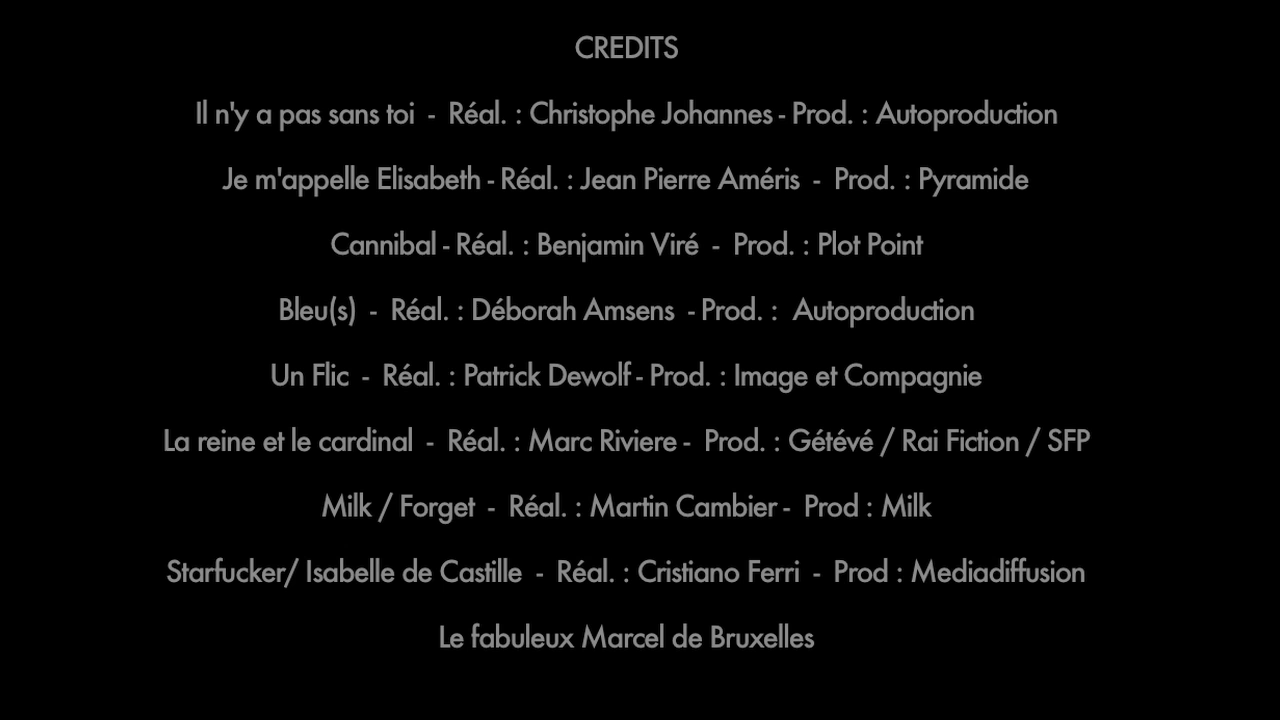 CREDITS
Il n'y a pas sans toi - Réal. : Christophe Johannes - Prod. : Autoproduction
Je m'appelle Elisabeth - Réal. : Jean Pierre Améris - Prod. : Pyramide
Cannibal - Réal. : Benjamin Viré - Prod. : Plot Point
Bleu(s) - Réal. : Déborah Amsens - Prod. : Autoproduction
Un Flic - Réal. : Patrick Dewolf - Prod. : Image et Compagnie
La reine et le cardinal - Réal. : Marc Riviere - Prod. : Gétévé / Rai Fiction / SFP
Milk / Forget - Réal. : Martin Cambier - Prod : Milk
Starfucker/ Isabelle de Castille - Réal. : Cristiano Ferri - Prod : Mediadiffusion
Le fabuleux Marcel de Bruxelles